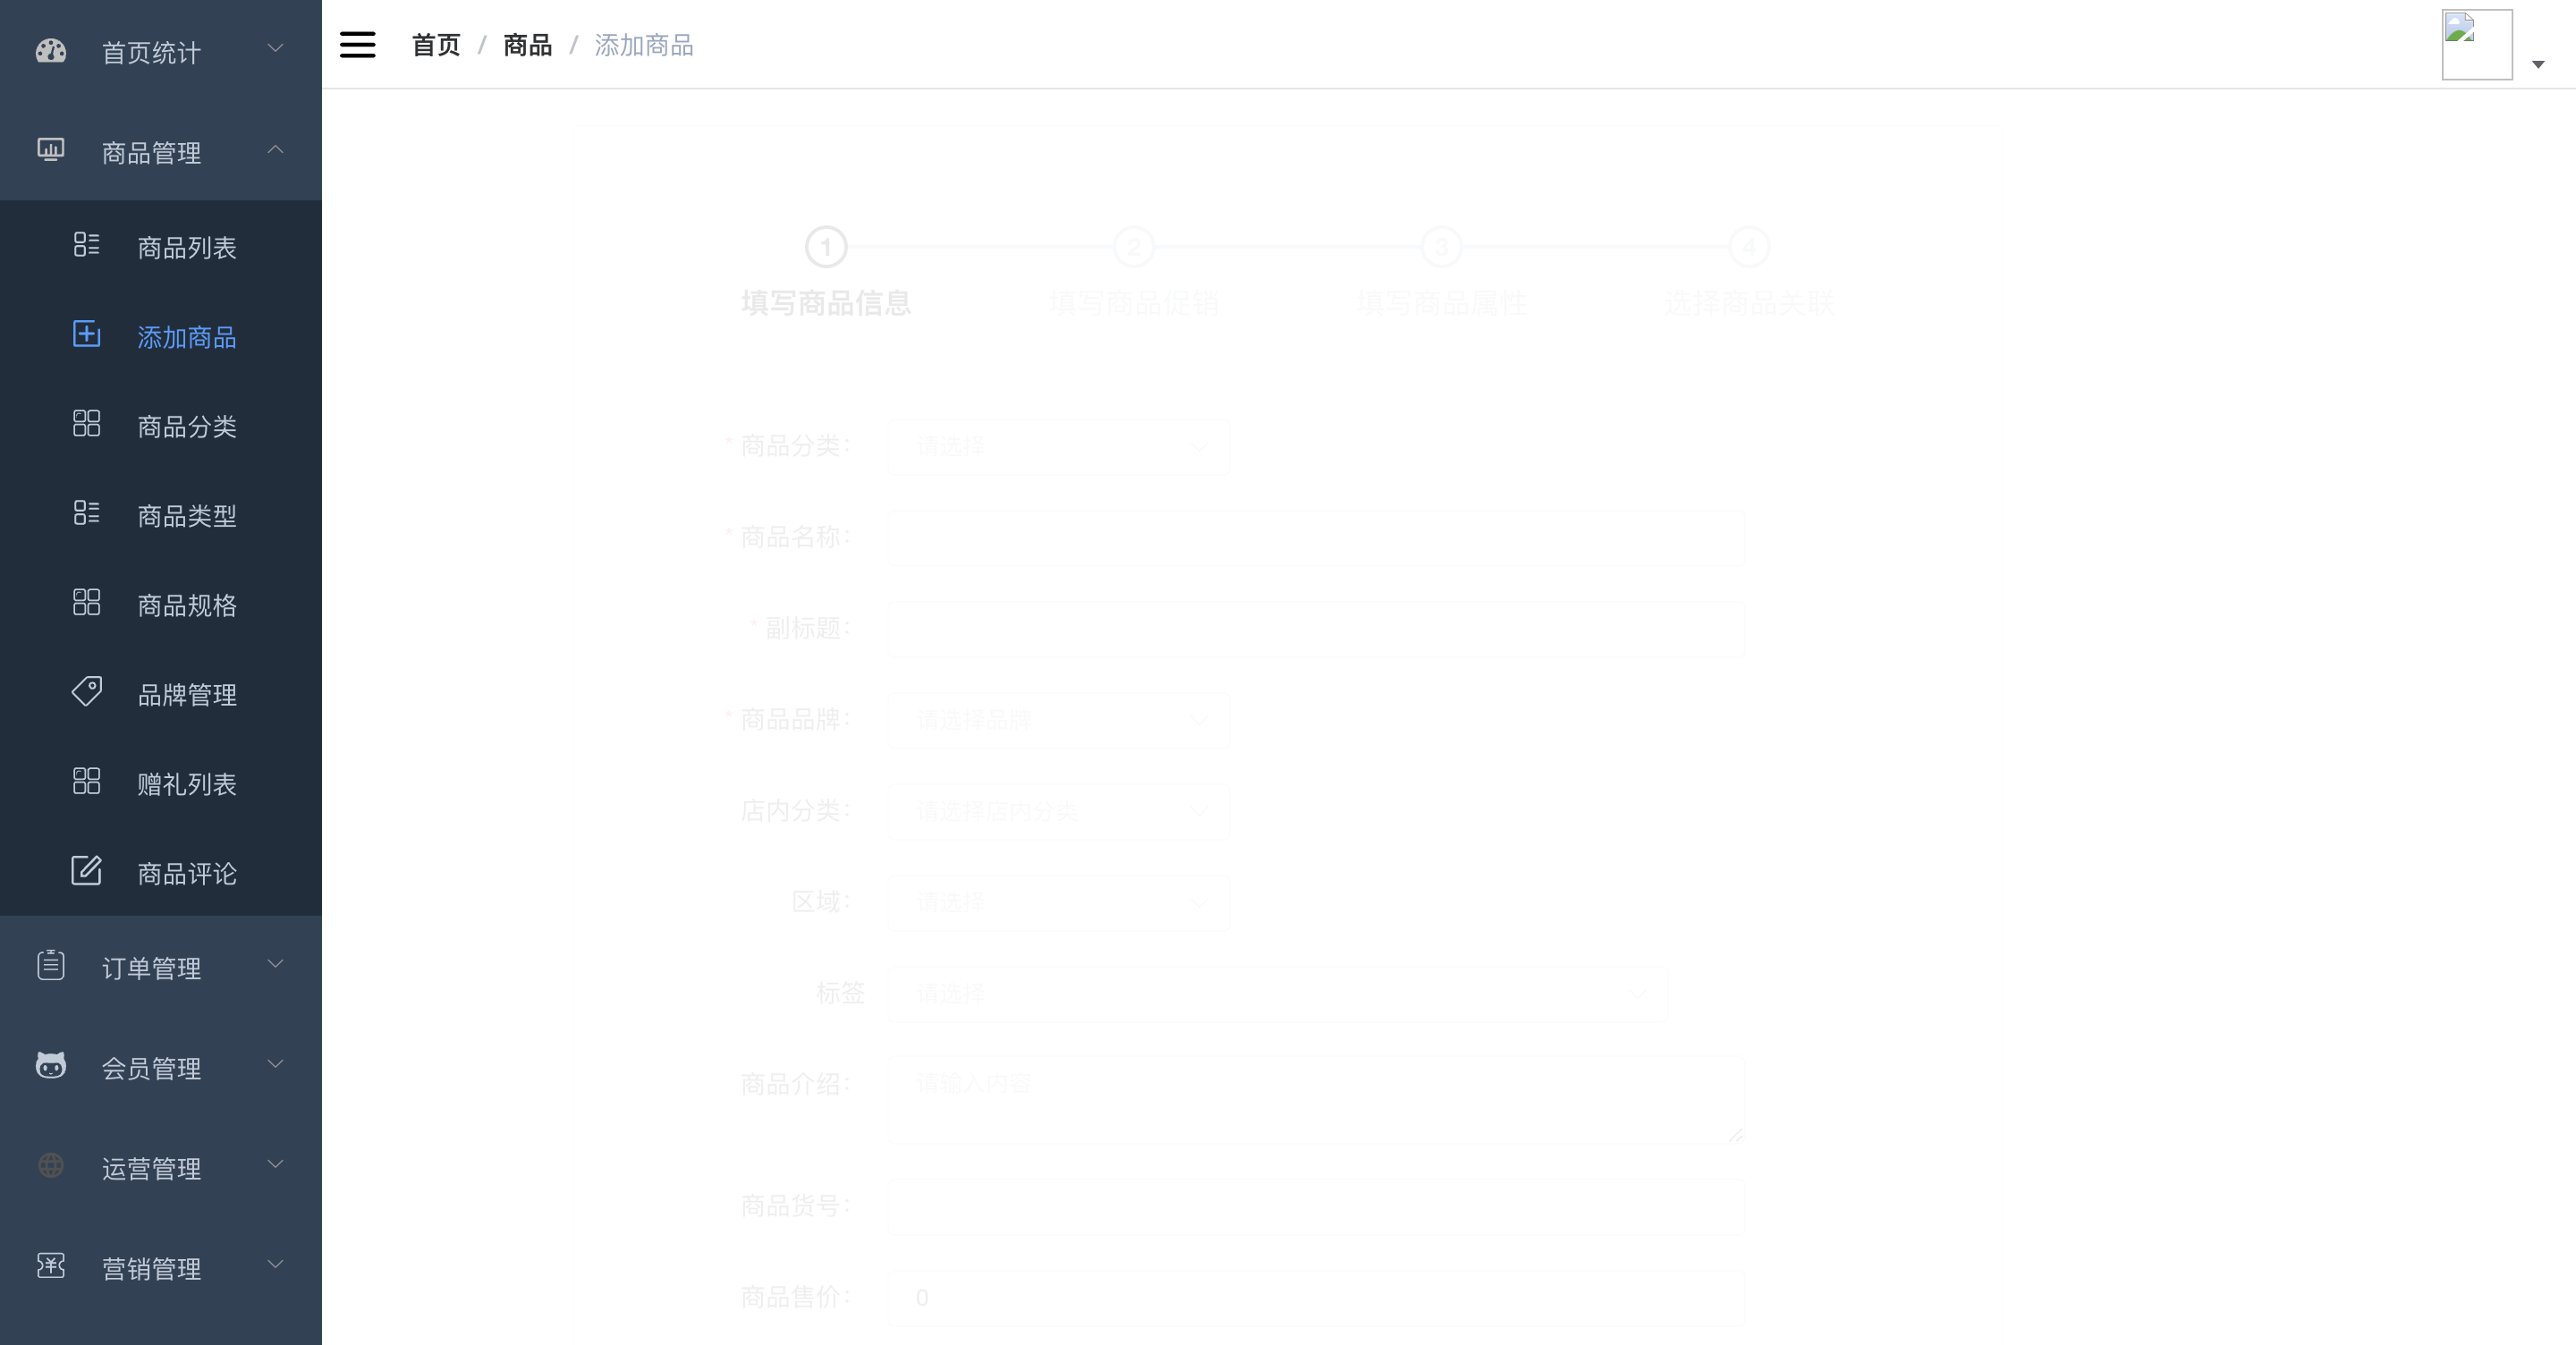 首页统计
商品管理
商品列表
添加商品
商品分类
商品类型
商品规格
品牌管理
赠礼列表
商品评论
订单管理
会员管理
运营管理
营销管理
首页 / 商品 / 添加商品
1 2 3 4
填写商品信息 填写商品促销 填写商品属性 选择商品关联
* 商品分类： 请选择
* 商品名称：
* 副标题：
* 商品品牌： 请选择品牌
店内分类： 请选择店内分类
区域： 请选择
标签 请选择
商品介绍： 请输入内容
商品货号：
商品售价： 0